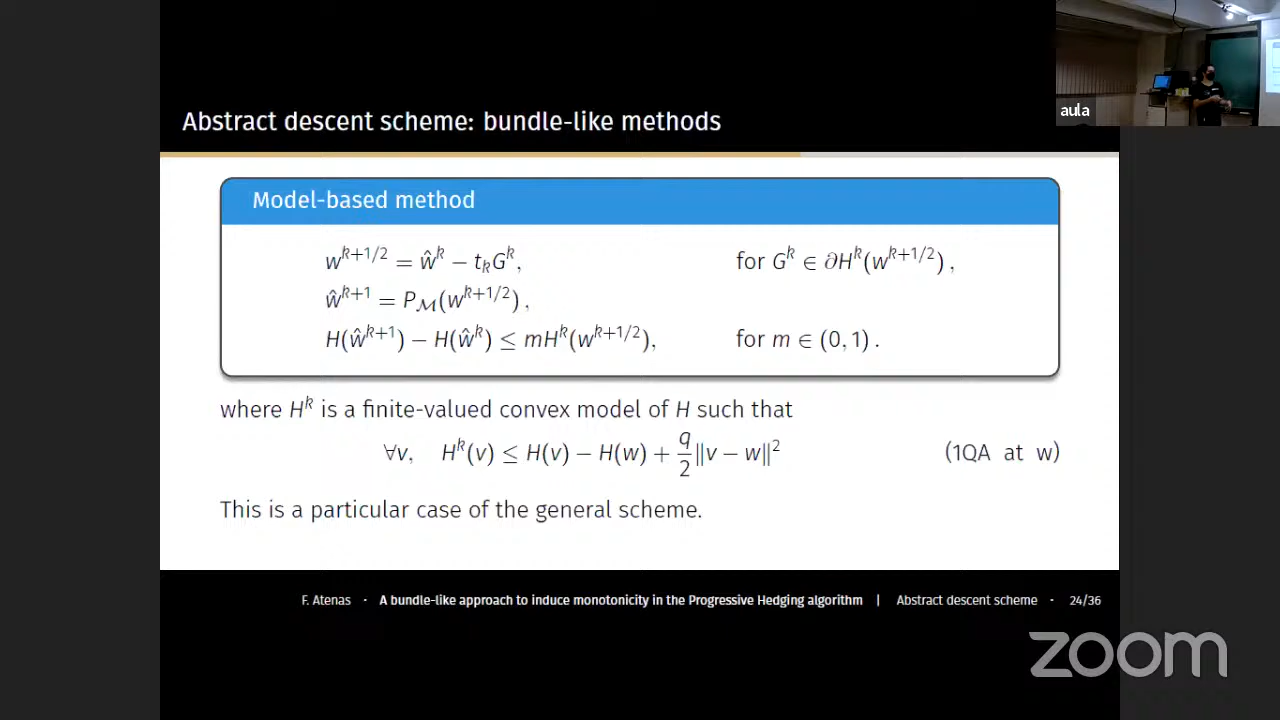 aula
Abstract descent scheme: bundle-like methods
Model-based method
w^{k+1/2} = ŵ^k − t_k G^k, for G^k ∈ ∂H^k(w^{k+1/2}),
ŵ^{k+1} = P_ℳ(w^{k+1/2}),
H(ŵ^{k+1}) − H(ŵ^k) ≤ mH^k(w^{k+1/2}), for m ∈ (0, 1).
where H^k is a finite-valued convex model of H such that
∀v, H^k(v) ≤ H(v) − H(w) + q/2 ‖v − w‖² (1QA at w)
This is a particular case of the general scheme.
F. Atenas · A bundle-like approach to induce monotonicity in the Progressive Hedging algorithm | Abstract descent scheme · 24/36
zoom